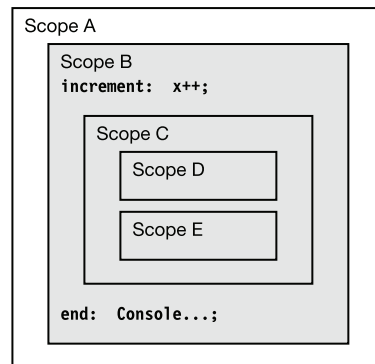 Scope A
Scope B
increment: x++;
Scope C
Scope D
Scope E
end: Console...;